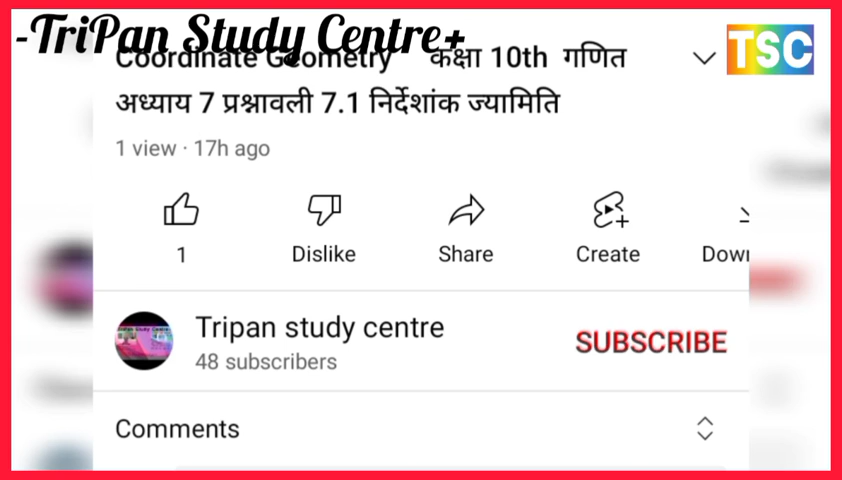 -TriPan Study Centre+
TSC
Coordinate Geometry कक्षा 10th गणित
अध्याय 7 प्रश्नावली 7.1 निर्देशांक ज्यामिति
1 view · 17h ago
1 Dislike Share Create Down
Tripan study centre
SUBSCRIBE
48 subscribers
Comments